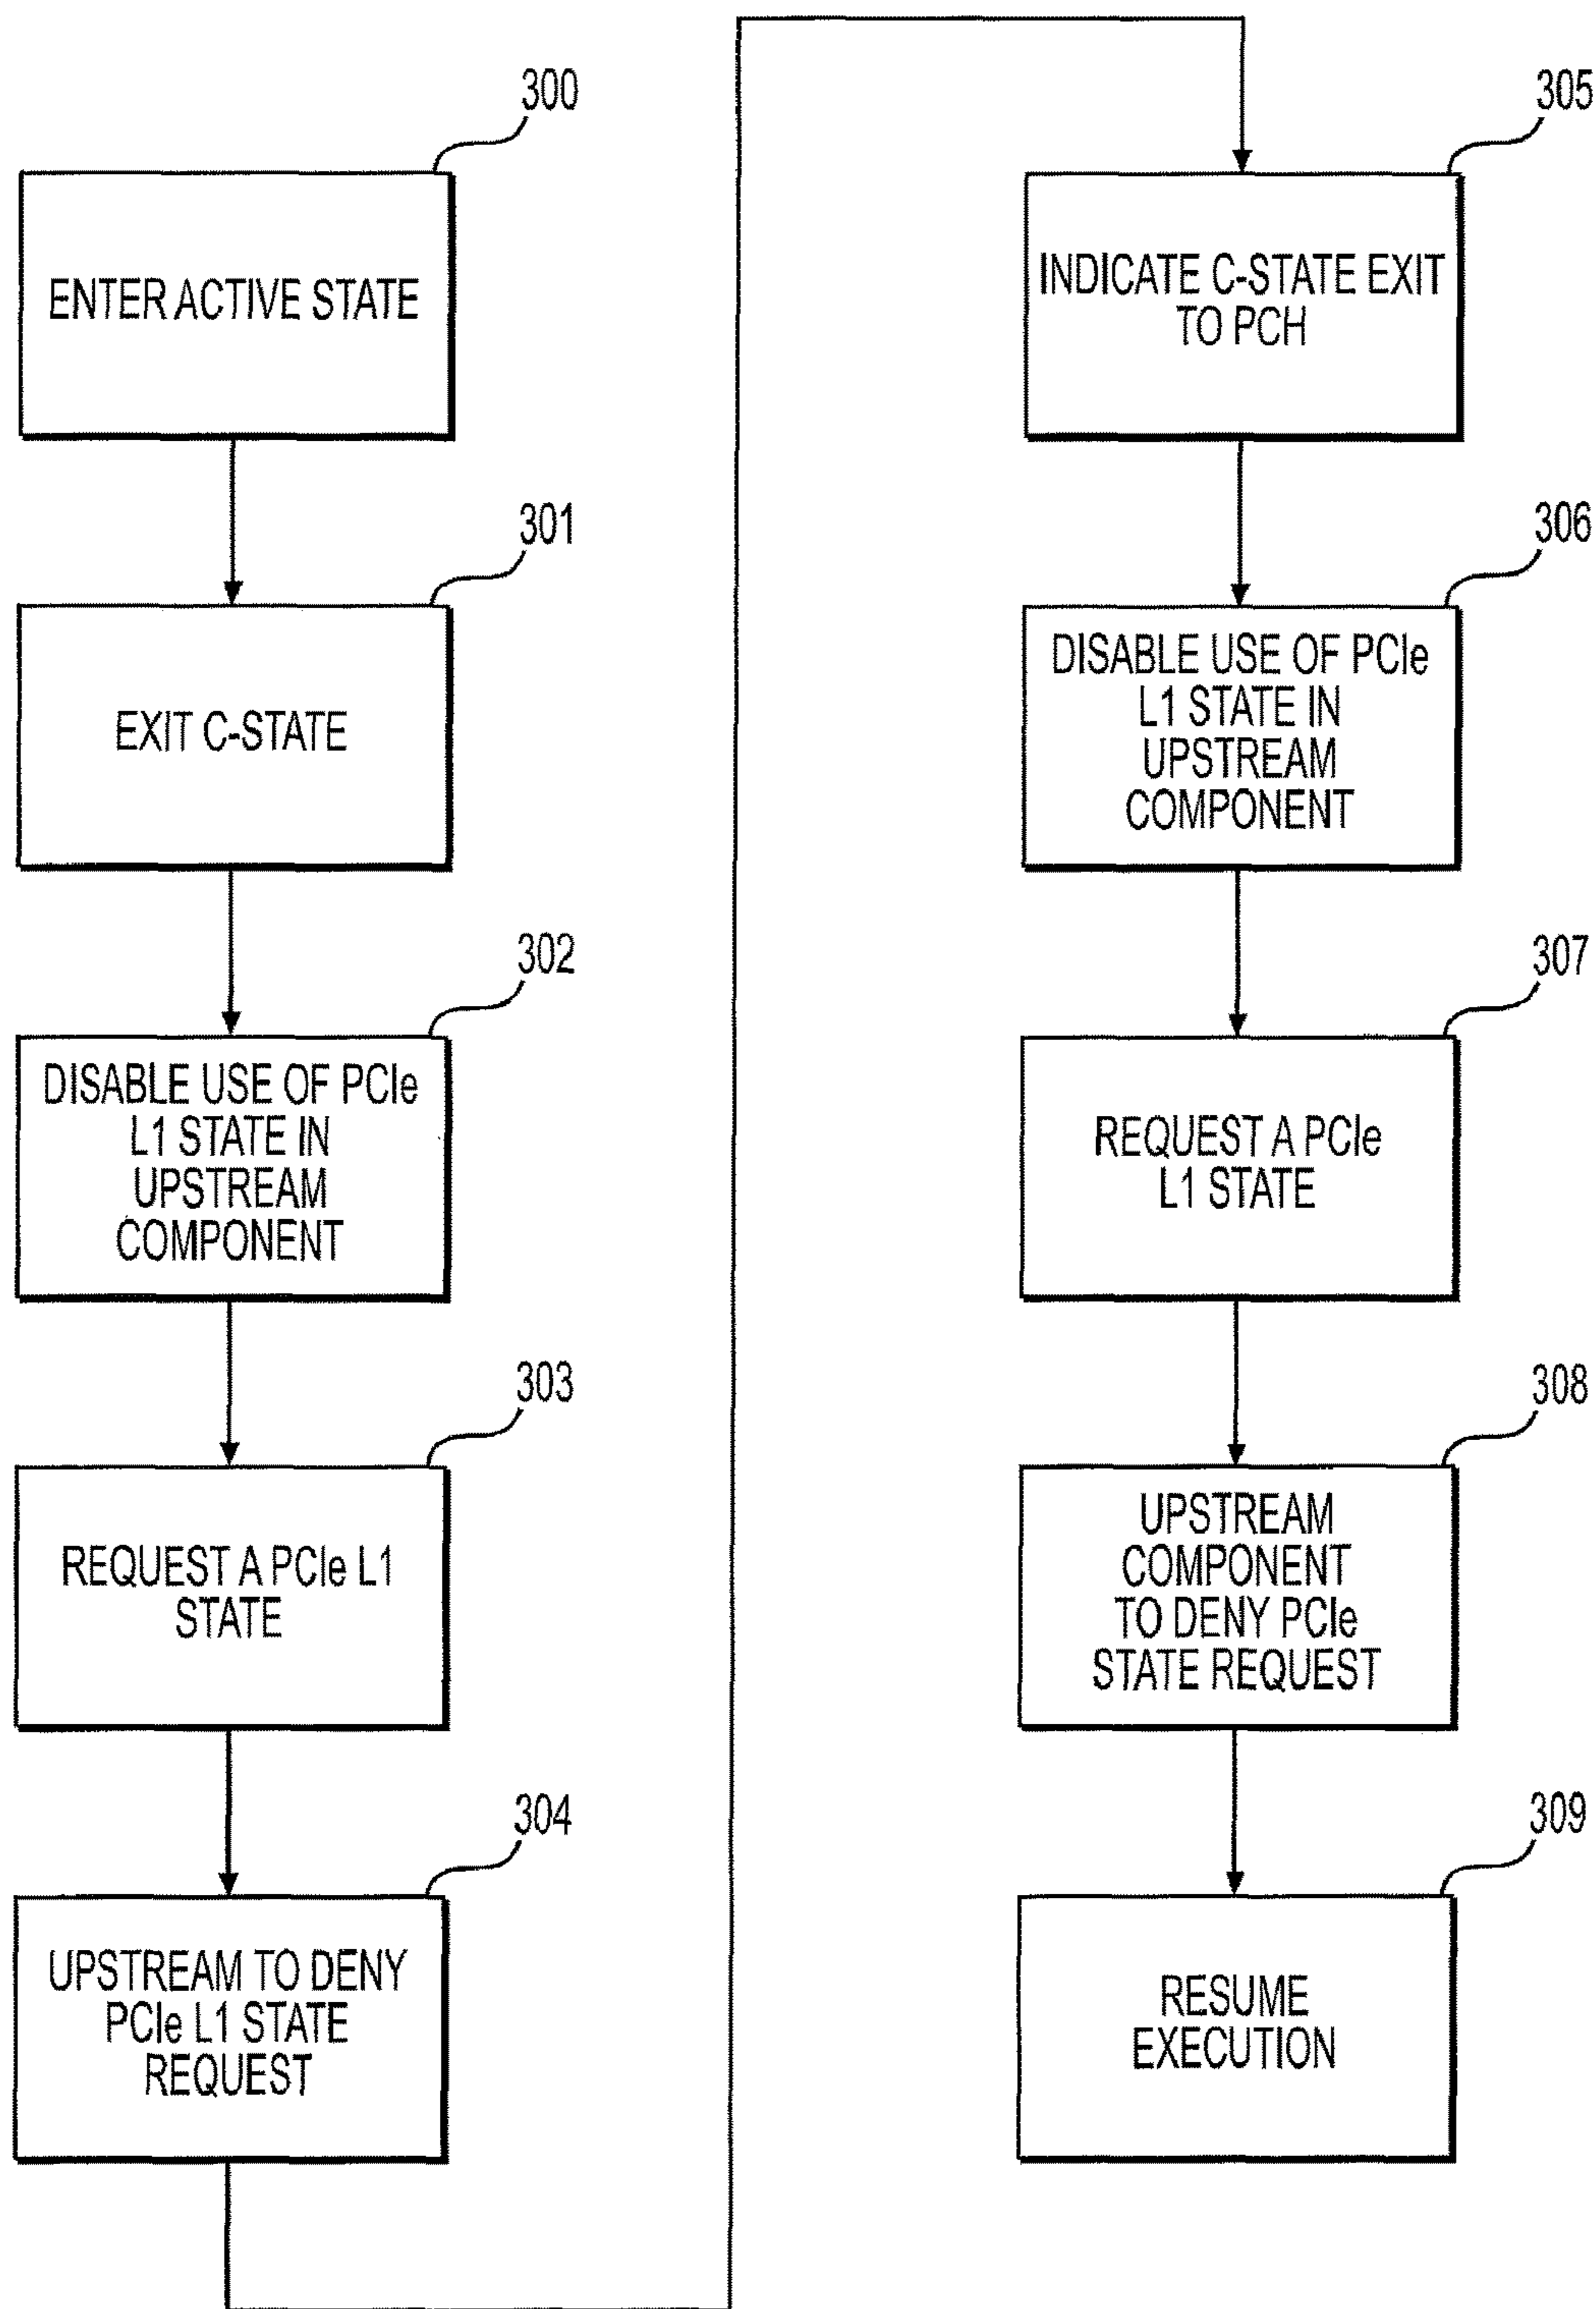 300
ENTER ACTIVE STATE
301
EXIT C-STATE
302
DISABLE USE OF PCIe
L1 STATE IN
UPSTREAM
COMPONENT
303
REQUEST A PCIe L1
STATE
304
UPSTREAM TO DENY
PCIe L1 STATE
REQUEST
305
INDICATE C-STATE EXIT
TO PCH
306
DISABLE USE OF PCIe
L1 STATE IN
UPSTREAM
COMPONENT
307
REQUEST A PCIe
L1 STATE
308
UPSTREAM
COMPONENT
TO DENY PCIe
STATE REQUEST
309
RESUME
EXECUTION